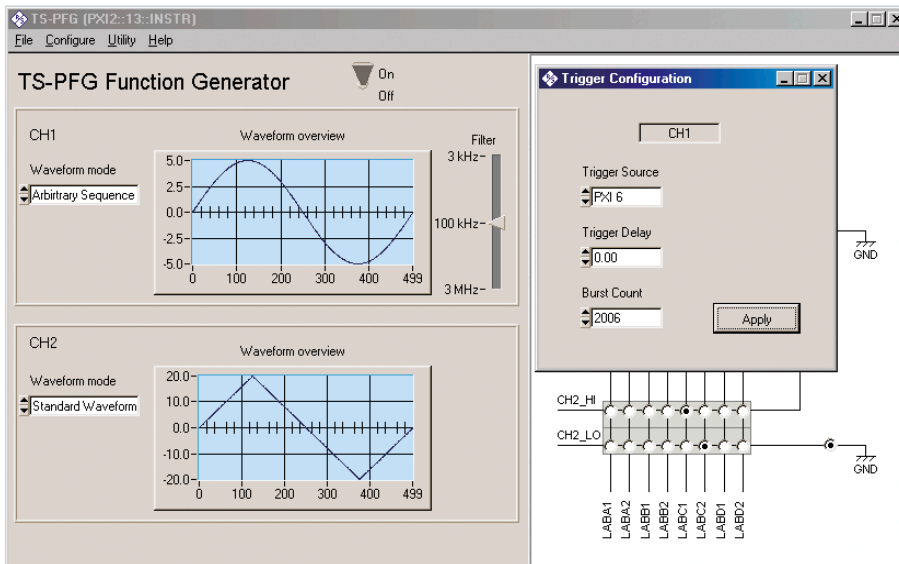 TS-PFG (PXI2::13::INSTR)
File Configure Utility Help
TS-PFG Function Generator
On
Off
CH1
Waveform overview
Filter
Waveform mode
Arbitrary Sequence
5.0
2.5
0.0
-2.5
-5.0
0 100 200 300 400 499
3 kHz
100 kHz
3 MHz
CH2
Waveform overview
Waveform mode
Standard Waveform
20.0
10.0
0.0
-10.0
-20.0
0 100 200 300 400 499
Trigger Configuration
CH1
Trigger Source
PXI 6
Trigger Delay
0.00
Burst Count
2006
Apply
GND
CH2_HI
CH2_LO
GND
LABA1
LABA2
LABB1
LABB2
LABC1
LABC2
LABD1
LABD2